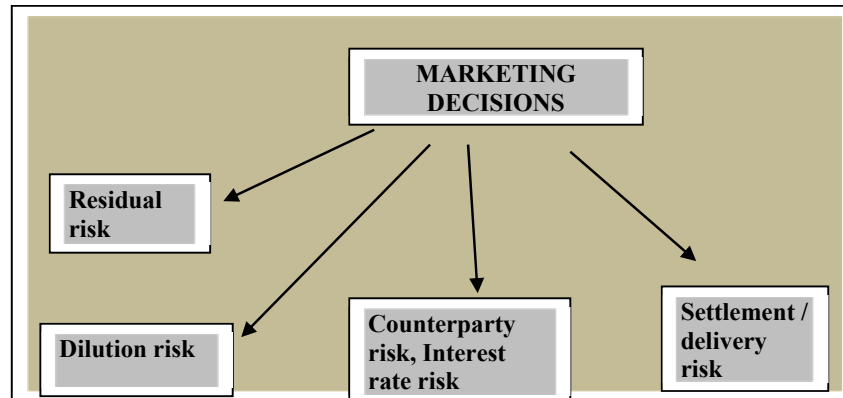 MARKETING
DECISIONS
Residual
risk
Dilution risk
Counterparty
risk, Interest
rate risk
Settlement /
delivery
risk